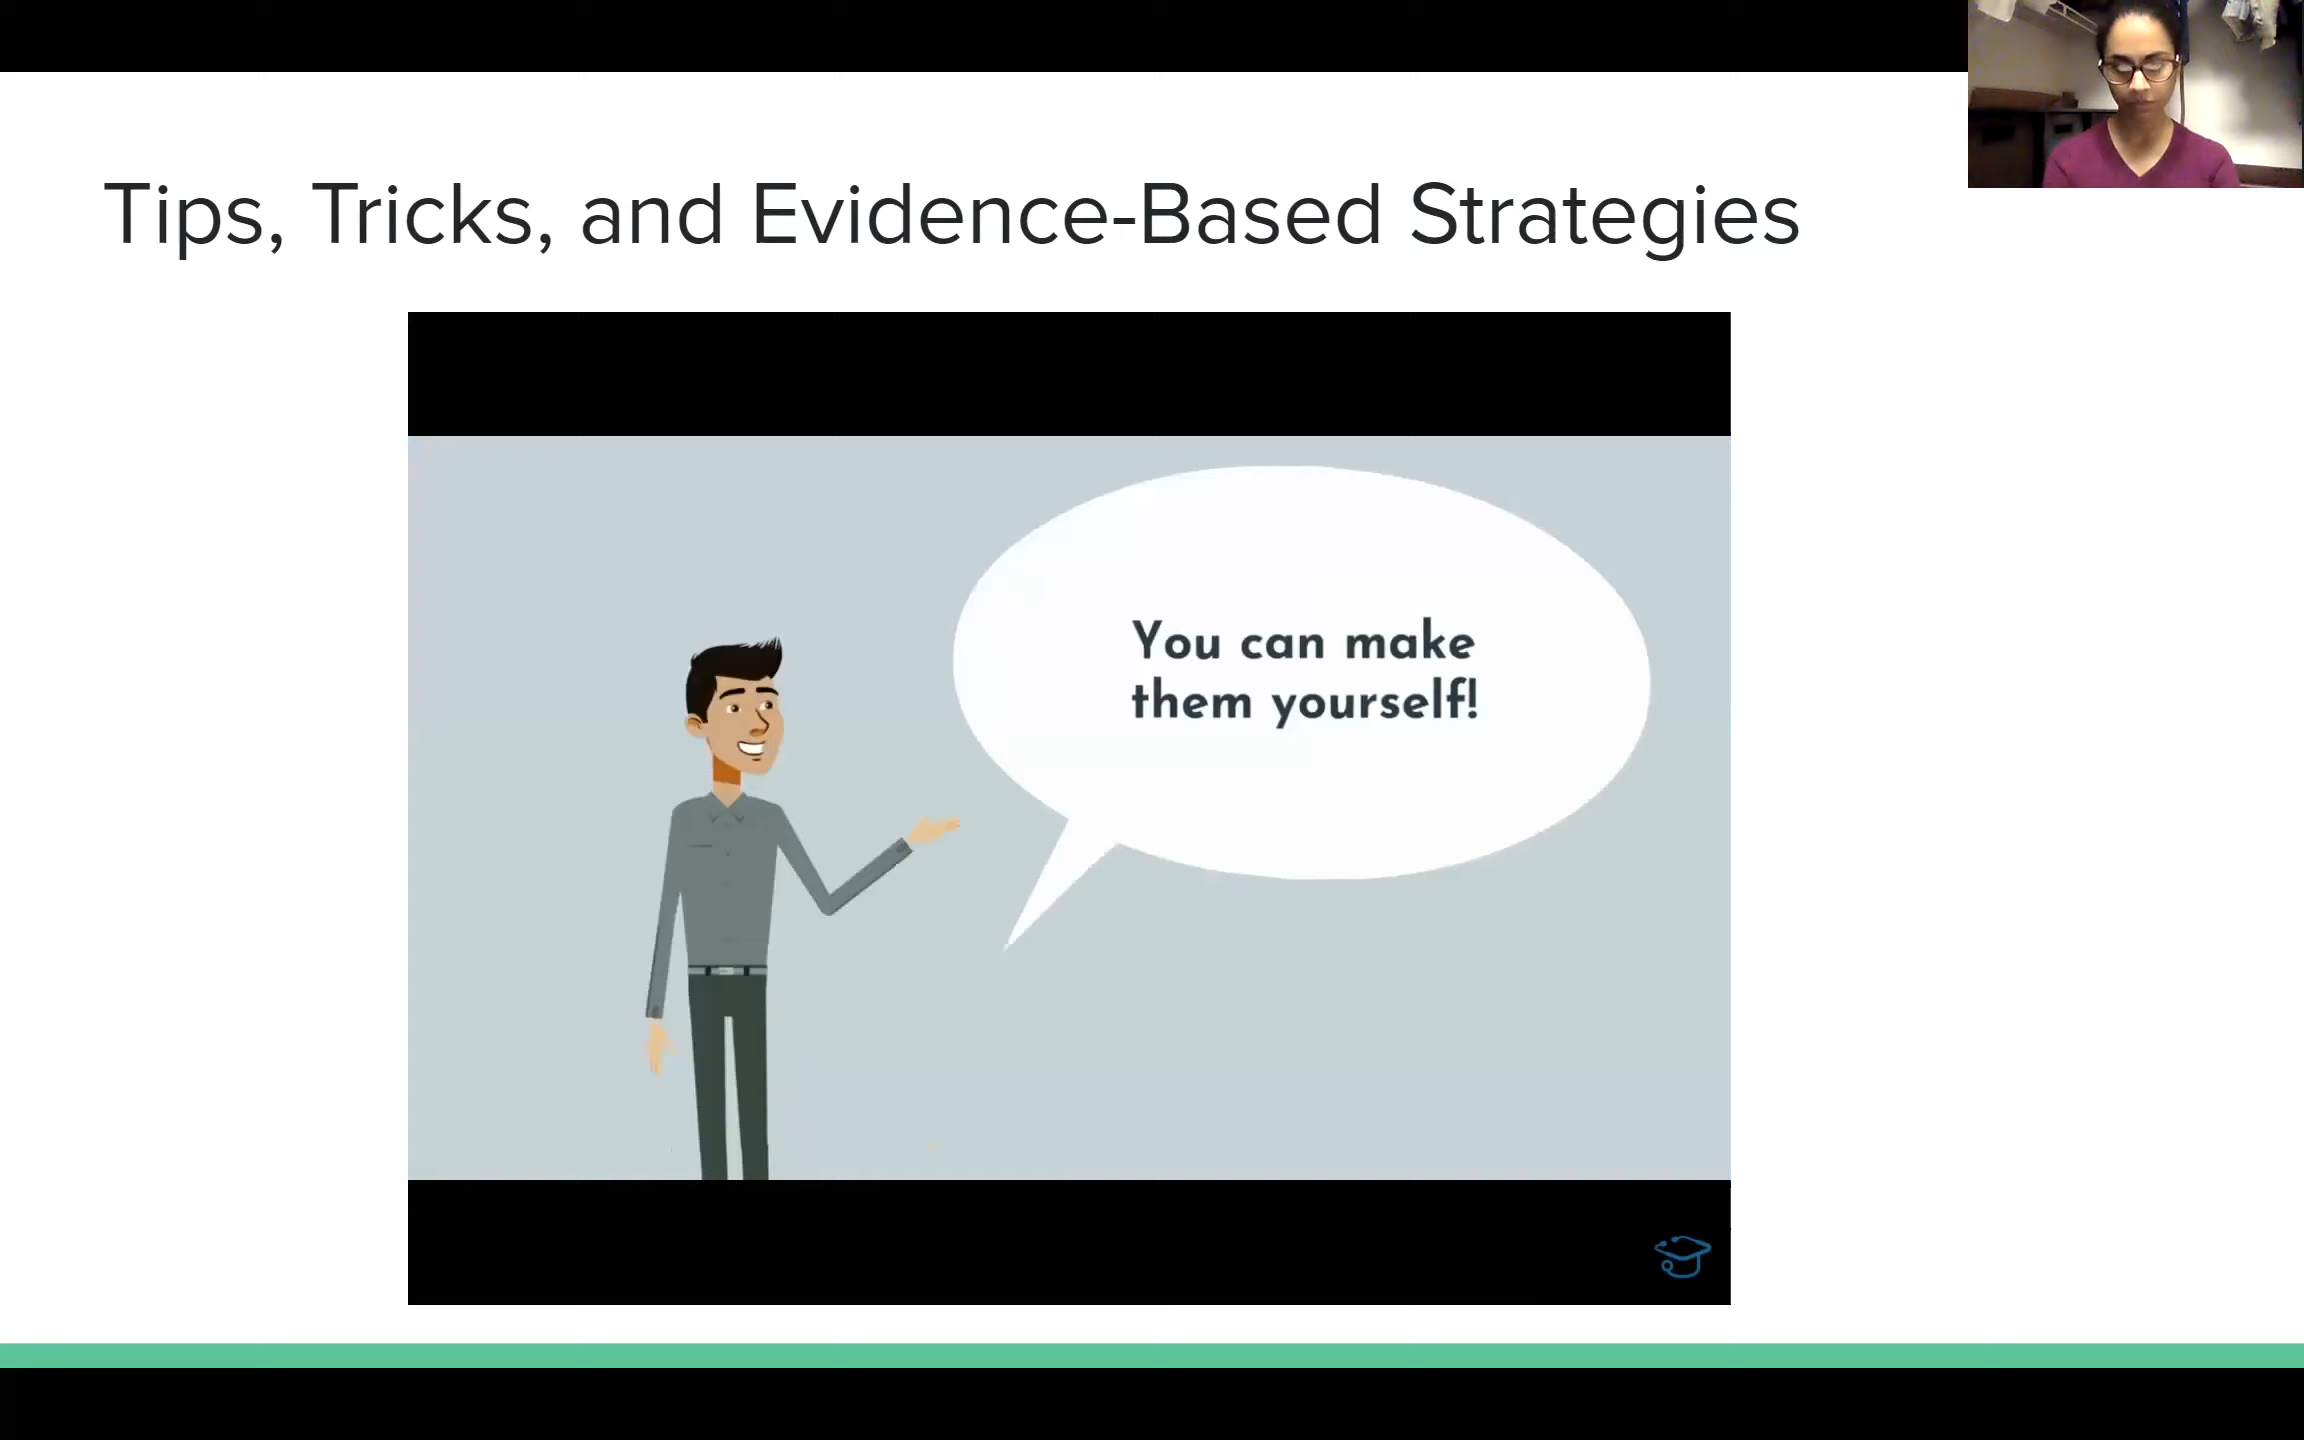 Tips, Tricks, and Evidence-Based Strategies
You can make
them yourself!